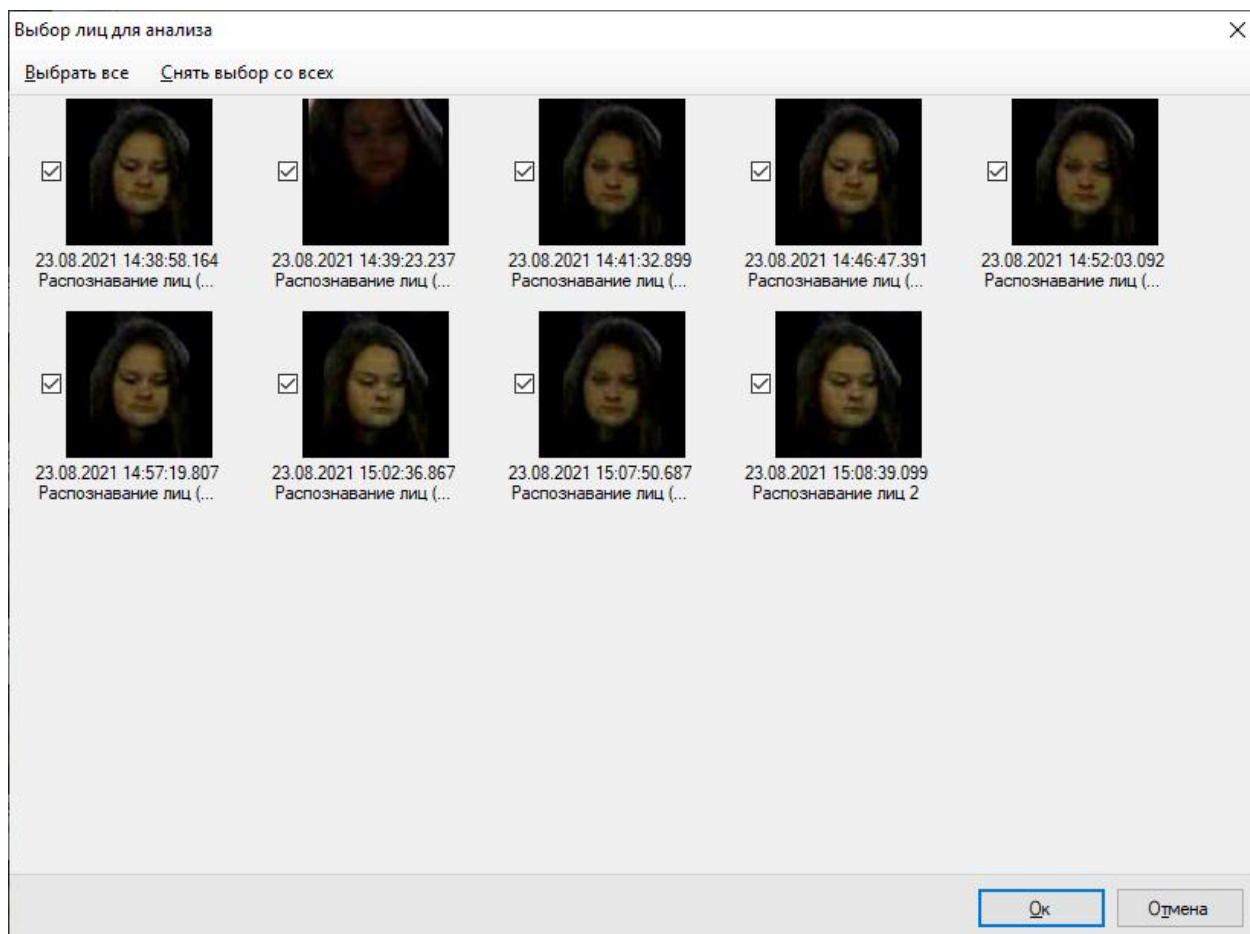 Выбор лиц для анализа
Выбрать все Снять выбор со всех
23.08.2021 14:38:58.164
Распознавание лиц (...
23.08.2021 14:39:23.237
Распознавание лиц (...
23.08.2021 14:41:32.899
Распознавание лиц (...
23.08.2021 14:46:47.391
Распознавание лиц (...
23.08.2021 14:52:03.092
Распознавание лиц (...
23.08.2021 14:57:19.807
Распознавание лиц (...
23.08.2021 15:02:36.867
Распознавание лиц (...
23.08.2021 15:07:50.687
Распознавание лиц (...
23.08.2021 15:08:39.099
Распознавание лиц 2
Ок Отмена